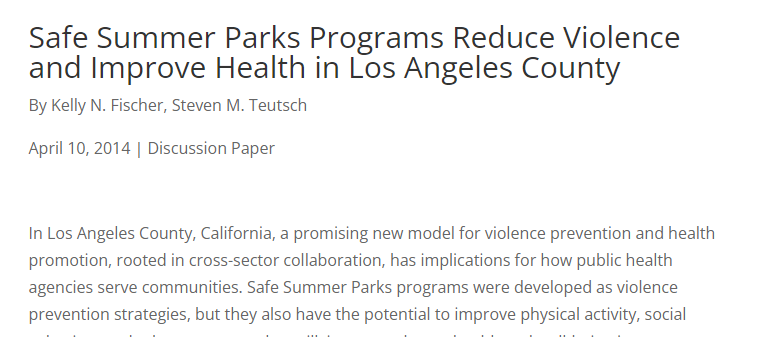 Safe Summer Parks Programs Reduce Violence
and Improve Health in Los Angeles County
By Kelly N. Fischer, Steven M. Teutsch
April 10, 2014 | Discussion Paper
In Los Angeles County, California, a promising new model for violence prevention and health
promotion, rooted in cross-sector collaboration, has implications for how public health
agencies serve communities. Safe Summer Parks programs were developed as violence
prevention strategies, but they also have the potential to improve physical activity, social